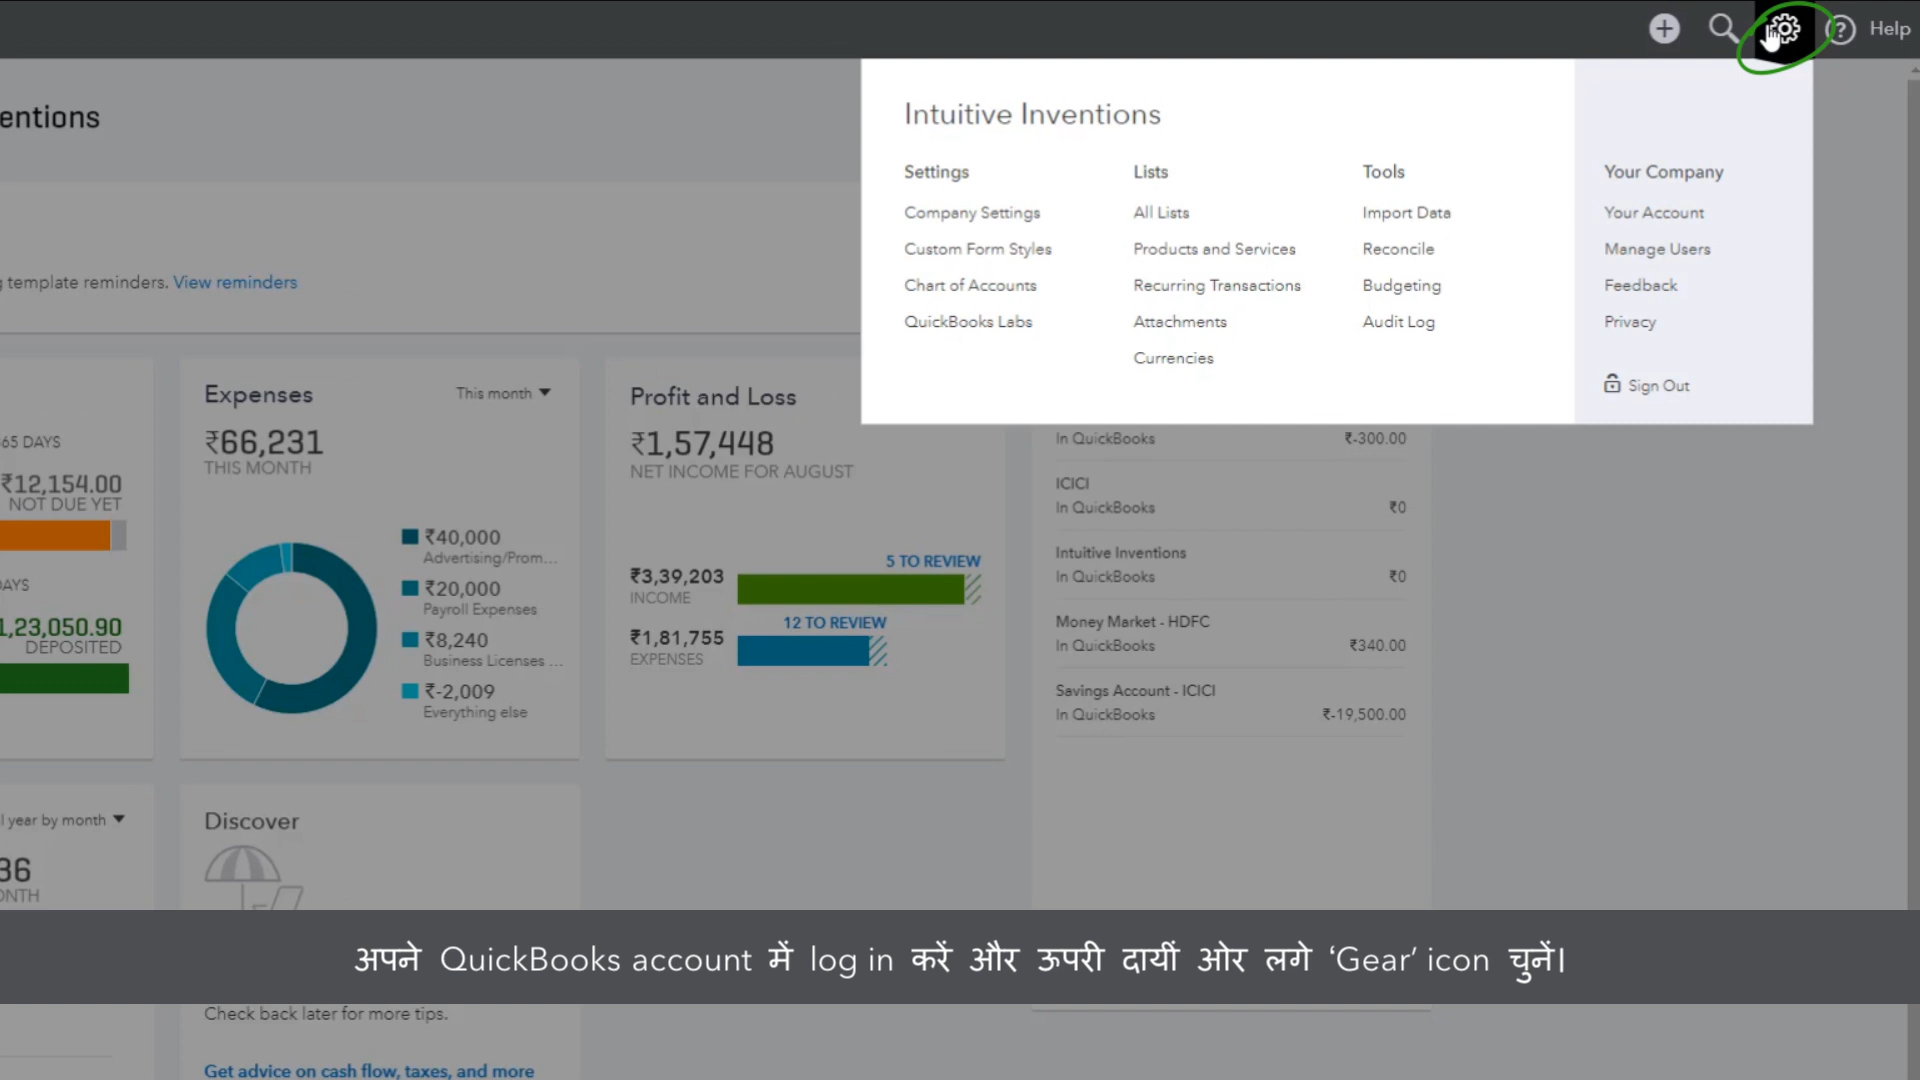 Help
entions
Intuitive Inventions
Settings
Company Settings
Custom Form Styles
Chart of Accounts
QuickBooks Labs
Lists
All Lists
Products and Services
Recurring Transactions
Attachments
Currencies
Tools
Import Data
Reconcile
Budgeting
Audit Log
Your Company
Your Account
Manage Users
Feedback
Privacy
Sign Out
template reminders. View reminders
65 DAYS
₹12,154.00
NOT DUE YET
AYS
1,23,050.90
DEPOSITED
Expenses
This month
₹66,231
THIS MONTH
₹40,000
Advertising/Prom...
₹20,000
Payroll Expenses
₹8,240
Business Licenses ...
₹-2,009
Everything else
Profit and Loss
₹1,57,448
NET INCOME FOR AUGUST
5 TO REVIEW
₹3,39,203
INCOME
12 TO REVIEW
₹1,81,755
EXPENSES
In QuickBooks ₹-300.00
ICICI
In QuickBooks ₹0
Intuitive Inventions
In QuickBooks ₹0
Money Market - HDFC
In QuickBooks ₹340.00
Savings Account - ICICI
In QuickBooks ₹-19,500.00
l year by month
36
ONTH
Discover
अपने QuickBooks account में log in करें और ऊपरी दायीं ओर लगे ‘Gear’ icon चुनें।
Check back later for more tips.
Get advice on cash flow, taxes, and more